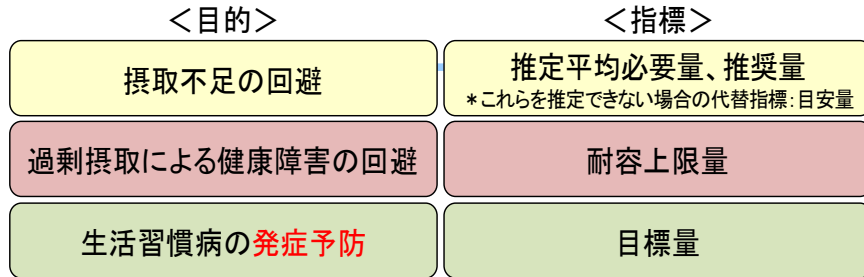 ＜目的＞
＜指標＞
摂取不足の回避
推定平均必要量、推奨量
＊これらを推定できない場合の代替指標：目安量
過剰摂取による健康障害の回避
耐容上限量
生活習慣病の発症予防
目標量